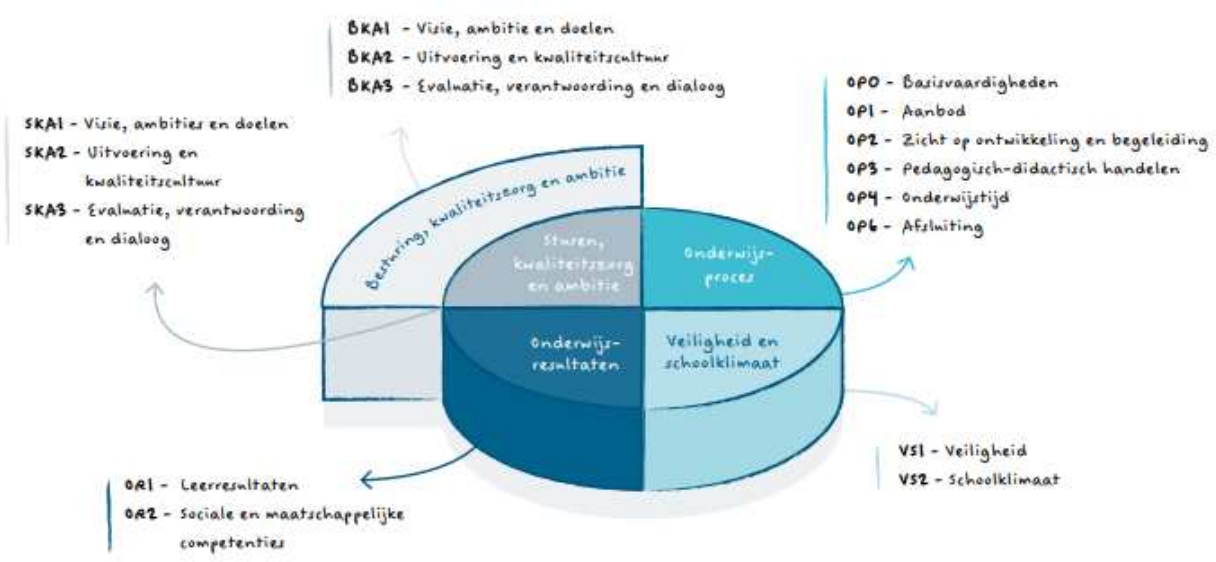 BKA1 - Visie, ambitie en doelen
BKA2 - Uitvoering en kwaliteitscultuur
BKA3 - Evaluatie, verantwoording en dialoog
SKA1 - Visie, ambities en doelen
SKA2 - Uitvoering en
kwaliteitscultuur
SKA3 - Evaluatie, verantwoording
en dialoog
OP0 - Basisvaardigheden
OP1 - Aanbod
OP2 - Zicht op ontwikkeling en begeleiding
OP3 - Pedagogisch-didactisch handelen
OP4 - Onderwijstijd
OP6 - Afsluiting
Besturing, kwaliteitszorg en ambitie
Sturen,
kwaliteitszorg
en ambitie
Onderwijs-
proces
Onderwijs-
resultaten
Veiligheid en
schoolklimaat
VS1 - Veiligheid
VS2 - Schoolklimaat
OR1 - Leerresultaten
OR2 - Sociale en maatschappelijke
competenties